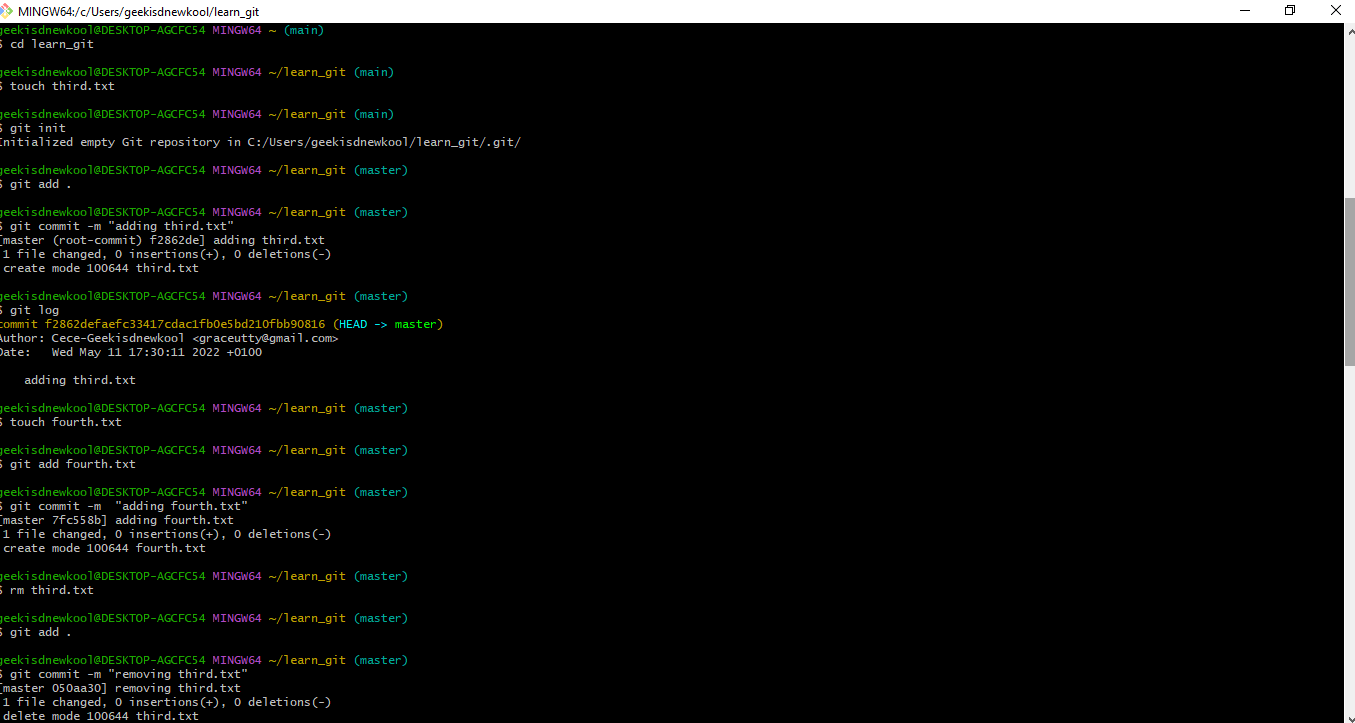 MINGW64:/c/Users/geekisdnewkool/learn_git
geekisdnewkool@DESKTOP-AGCFC54 MINGW64 ~ (main)
$ cd learn_git
geekisdnewkool@DESKTOP-AGCFC54 MINGW64 ~/learn_git (main)
$ touch third.txt
geekisdnewkool@DESKTOP-AGCFC54 MINGW64 ~/learn_git (main)
$ git init
Initialized empty Git repository in C:/Users/geekisdnewkool/learn_git/.git/
geekisdnewkool@DESKTOP-AGCFC54 MINGW64 ~/learn_git (master)
$ git add .
geekisdnewkool@DESKTOP-AGCFC54 MINGW64 ~/learn_git (master)
$ git commit -m "adding third.txt"
[master (root-commit) f2862de] adding third.txt
1 file changed, 0 insertions(+), 0 deletions(-)
create mode 100644 third.txt
geekisdnewkool@DESKTOP-AGCFC54 MINGW64 ~/learn_git (master)
$ git log
commit f2862defaefc33417cdac1fb0e5bd210fbb90816 (HEAD -> master)
Author: Cece-Geekisdnewkool <graceutty@gmail.com>
Date:   Wed May 11 17:30:11 2022 +0100
adding third.txt
geekisdnewkool@DESKTOP-AGCFC54 MINGW64 ~/learn_git (master)
$ touch fourth.txt
geekisdnewkool@DESKTOP-AGCFC54 MINGW64 ~/learn_git (master)
$ git add fourth.txt
geekisdnewkool@DESKTOP-AGCFC54 MINGW64 ~/learn_git (master)
$ git commit -m  "adding fourth.txt"
[master 7fc558b] adding fourth.txt
1 file changed, 0 insertions(+), 0 deletions(-)
create mode 100644 fourth.txt
geekisdnewkool@DESKTOP-AGCFC54 MINGW64 ~/learn_git (master)
$ rm third.txt
geekisdnewkool@DESKTOP-AGCFC54 MINGW64 ~/learn_git (master)
$ git add .
geekisdnewkool@DESKTOP-AGCFC54 MINGW64 ~/learn_git (master)
$ git commit -m "removing third.txt"
[master 050aa30] removing third.txt
1 file changed, 0 insertions(+), 0 deletions(-)
delete mode 100644 third.txt